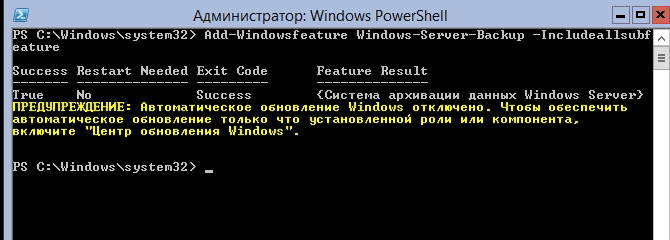 Администратор: Windows PowerShell
PS C:\Windows\system32> Add-Windowsfeature Windows-Server-Backup -Includeallsubf
eature
Success Restart Needed Exit Code      Feature Result
------- -------------- ---------      --------------
True    No             Success        {Система архивации данных Windows Server}
ПРЕДУПРЕЖДЕНИЕ: Автоматическое обновление Windows отключено. Чтобы обеспечить
автоматическое обновление только что установленной роли или компонента,
включите "Центр обновления Windows".
PS C:\Windows\system32> _